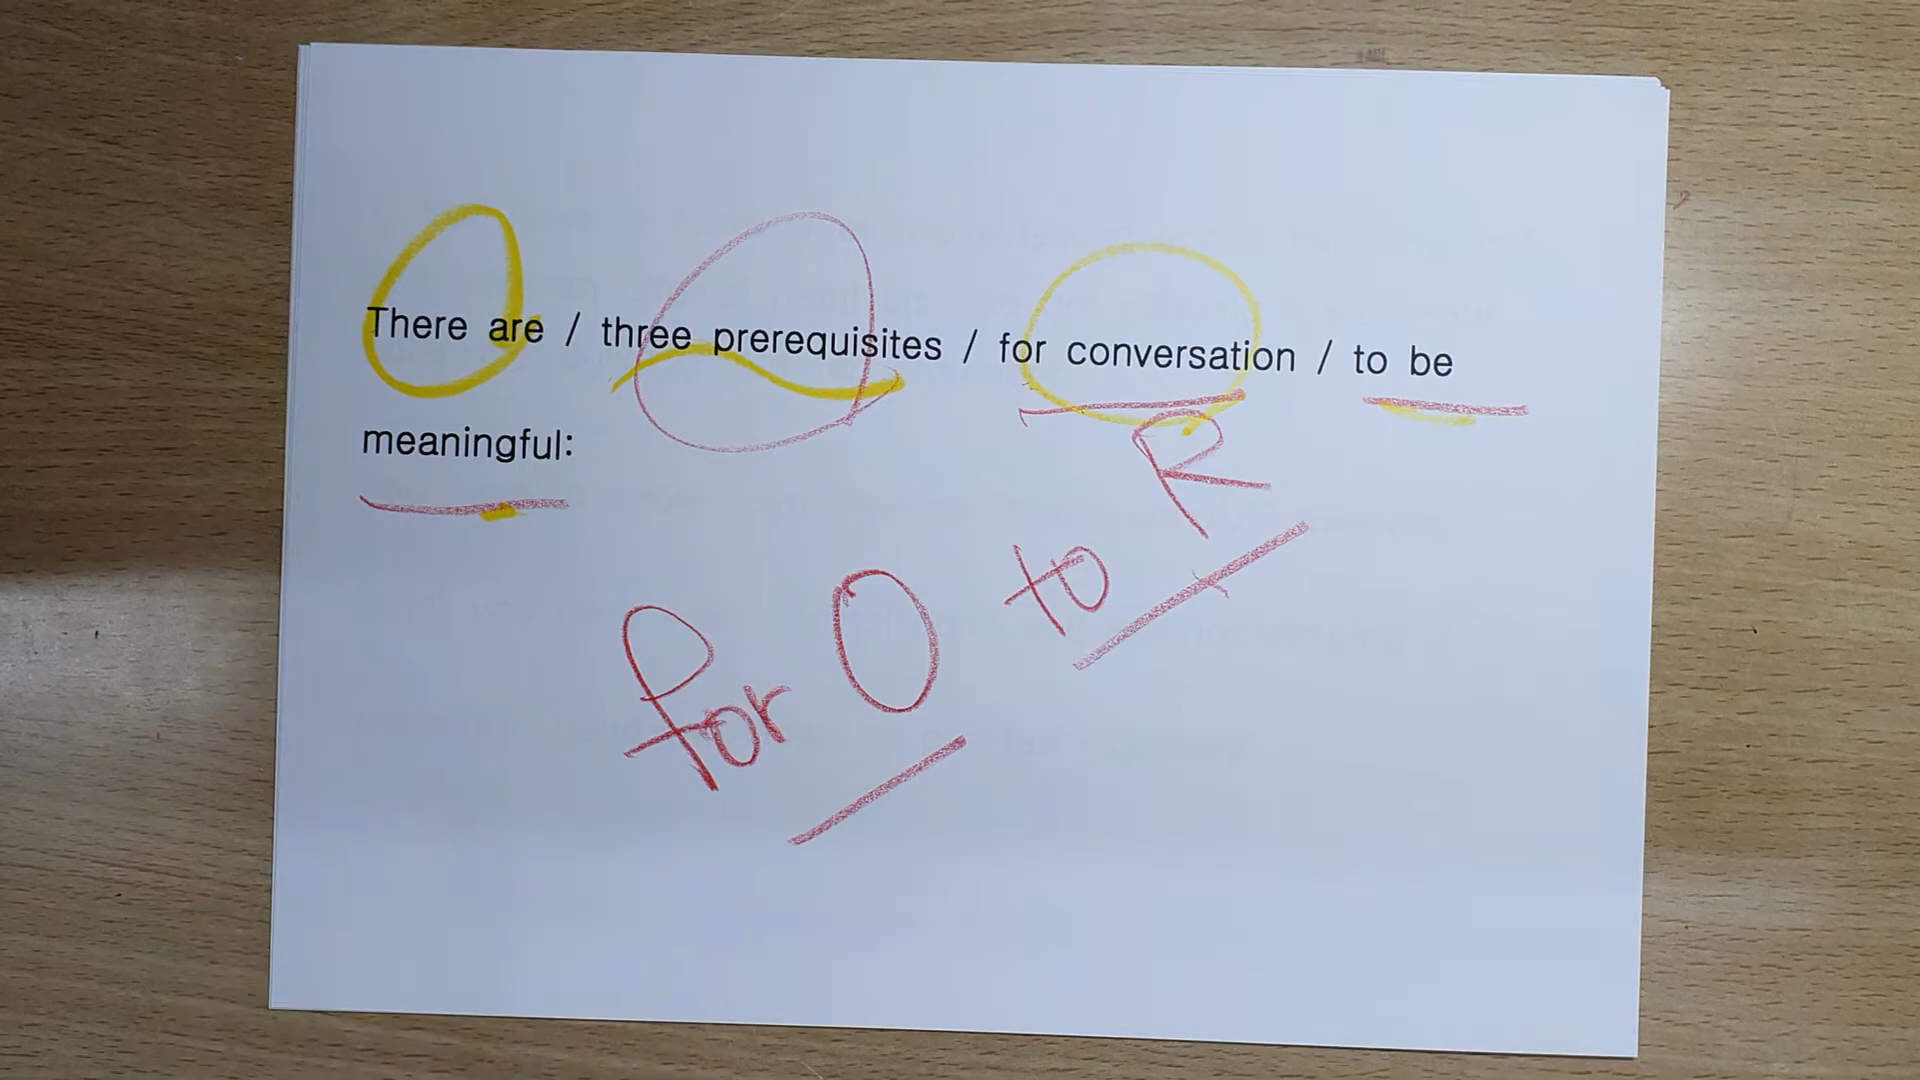 There are / three prerequisites / for conversation / to be
meaningful:
for O to R